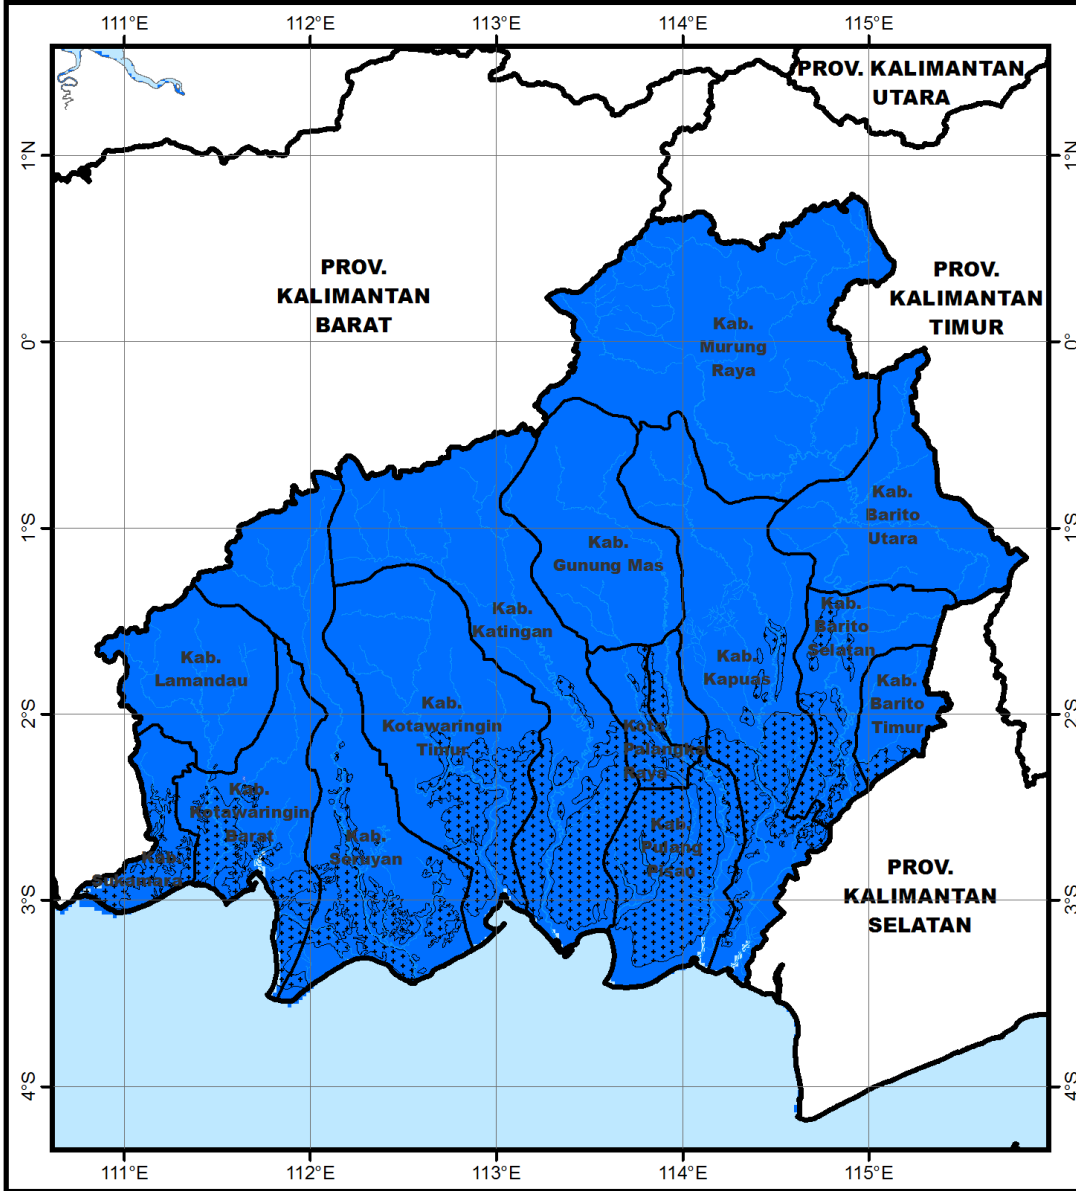 111°E 112°E 113°E 114°E 115°E
PROV. KALIMANTAN
UTARA
1°N 1°N
PROV.
KALIMANTAN
BARAT
PROV.
KALIMANTAN
TIMUR
Kab.
Murung
Raya
0° 0°
Kab.
Barito
Utara
1°S 1°S
Kab.
Gunung Mas
Kab.
Katingan
Kab.
Barito
Selatan
Kab.
Lamandau
Kab.
Kapuas
Kab.
Barito
Timur
Kab.
Kotawaringin
Timur
2°S 2°S
Kota
Palangka
Raya
Kab.
Kotawaringin
Barat
Kab.
Seruyan
Kab.
Pulang
Pisau
Kab.
Sukamara
PROV.
KALIMANTAN
SELATAN
3°S 3°S
4°S 4°S
111°E 112°E 113°E 114°E 115°E